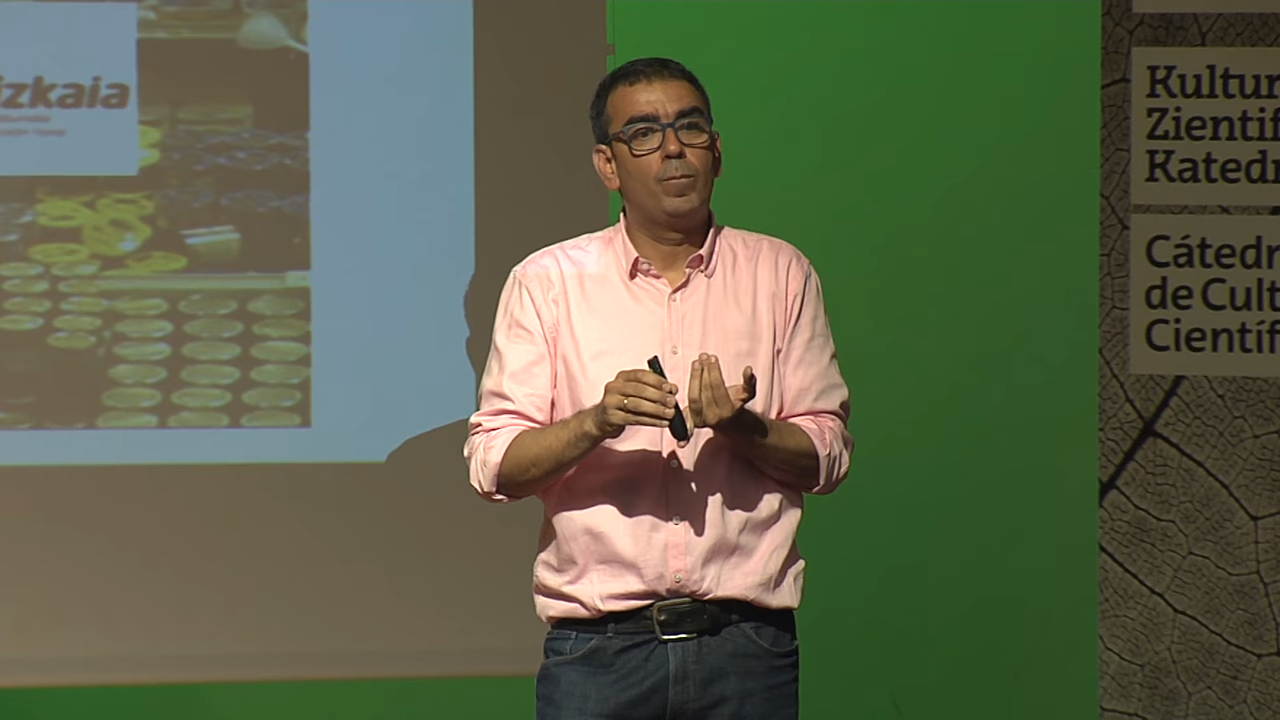 izkaia
Kultur
Zientif
Katedr
Cátedr
de Cult
Científ